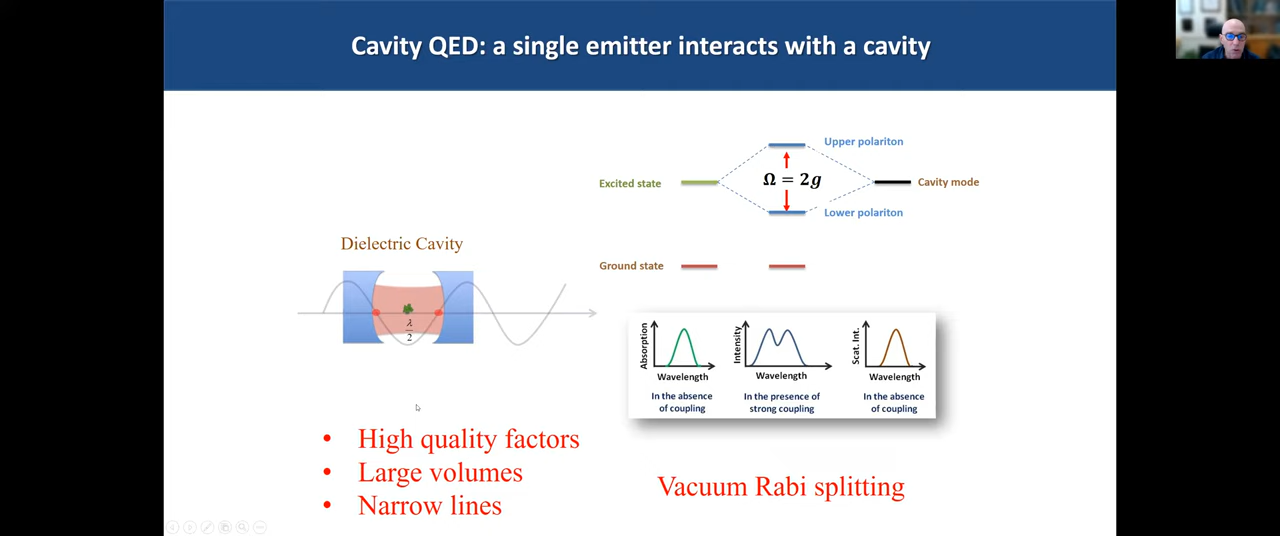 Cavity QED: a single emitter interacts with a cavity
Upper polariton
Excited state
Ω = 2g
Cavity mode
Lower polariton
Dielectric Cavity
Ground state
λ
2
Absorption
Wavelength
In the absence
of coupling
Intensity
Wavelength
In the presence of
strong coupling
Scat. Int.
Wavelength
In the absence
of coupling
• High quality factors
• Large volumes
• Narrow lines
Vacuum Rabi splitting